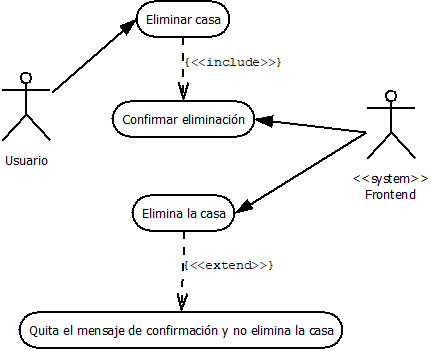 Eliminar casa
{<<include>>}
Confirmar eliminación
Usuario
<<system>>
Frontend
Elimina la casa
{<<extend>>}
Quita el mensaje de confirmación y no elimina la casa